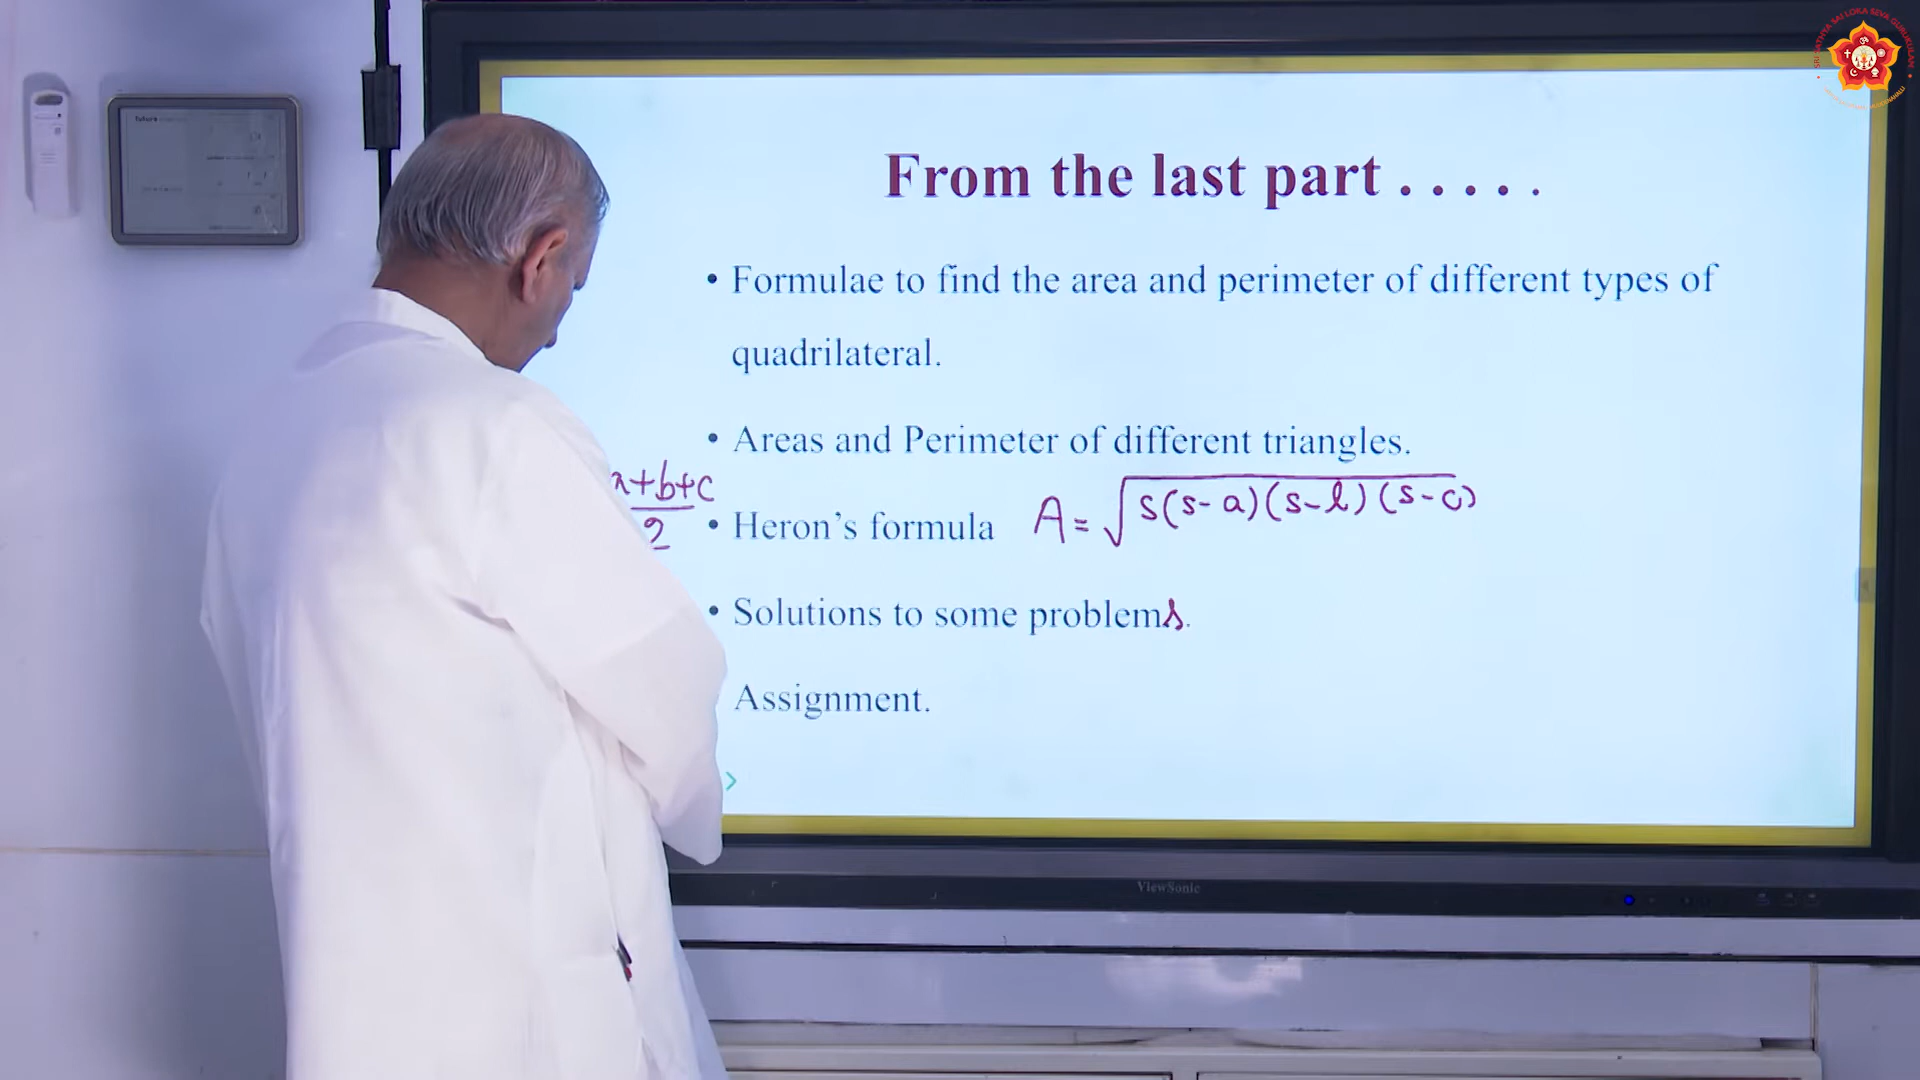 From the last part . . . . .
• Formulae to find the area and perimeter of different types of
quadrilateral.
• Areas and Perimeter of different triangles.
a+b+c
2
• Heron's formula A = √s(s-a)(s-b)(s-c)
• Solutions to some problems.
Assignment.
ViewSonic